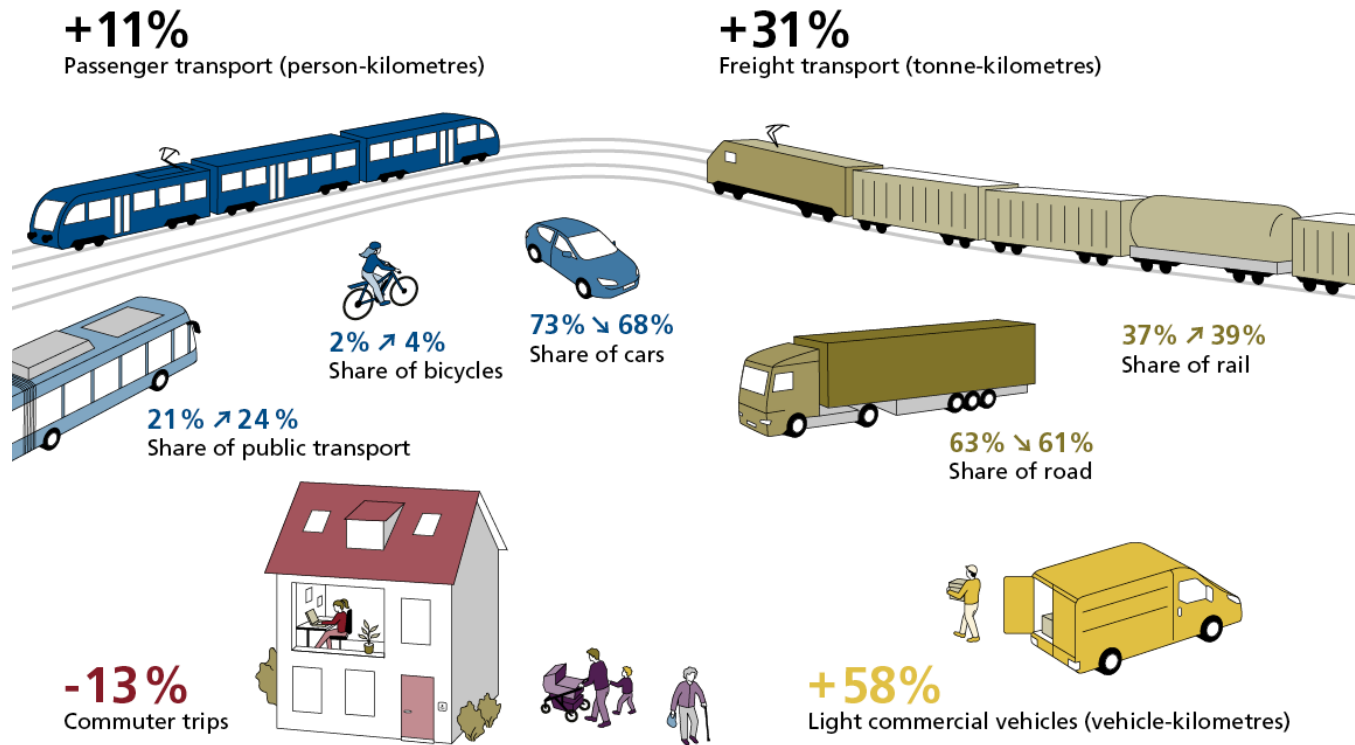 +11%
Passenger transport (person-kilometres)
+31%
Freight transport (tonne-kilometres)
2% ↗ 4%
Share of bicycles
73% ↘ 68%
Share of cars
37% ↗ 39%
Share of rail
21% ↗ 24%
Share of public transport
63% ↘ 61%
Share of road
-13%
Commuter trips
+58%
Light commercial vehicles (vehicle-kilometres)